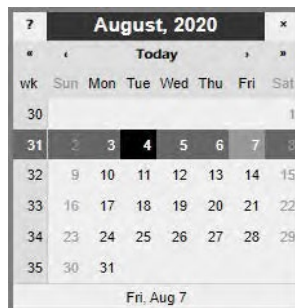 ? August, 2020 ×
« ‹ Today › »
wk Sun Mon Tue Wed Thu Fri Sat
30 1
31 2 3 4 5 6 7 8
32 9 10 11 12 13 14 15
33 16 17 18 19 20 21 22
34 23 24 25 26 27 28 29
35 30 31
Fri, Aug 7